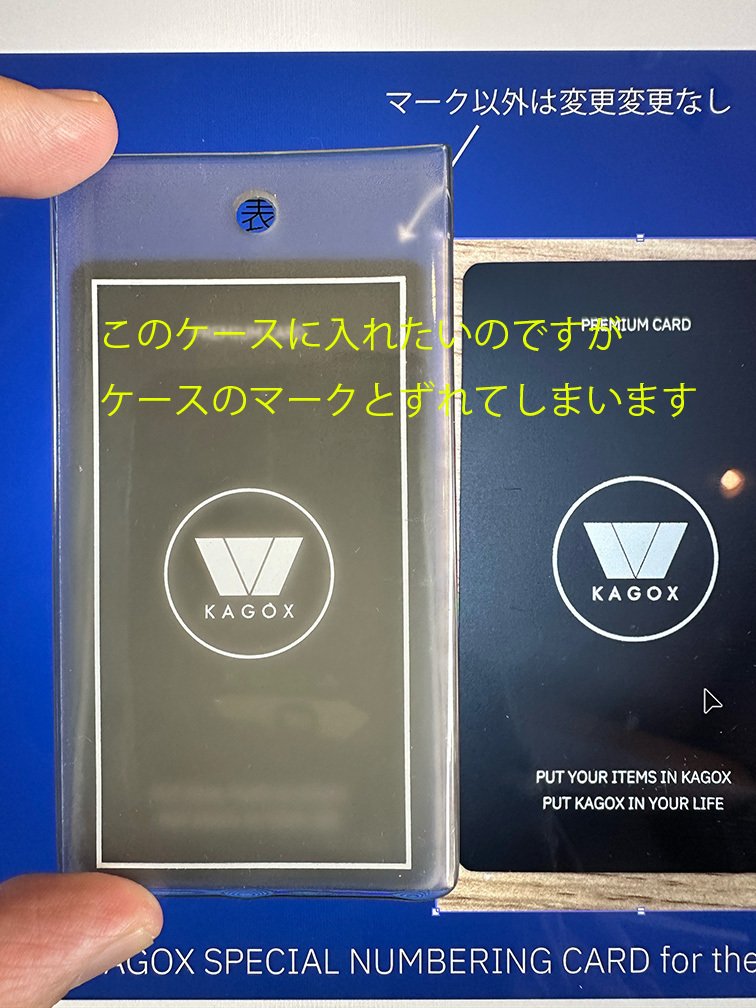 マーク以外は変更変更なし
表
PREMIUM CARD
このケースに入れたいのですが
ケースのマークとずれてしまいます
KAGOX
KAGOX
PUT YOUR ITEMS IN KAGOX
PUT KAGOX IN YOUR LIFE
AGOX SPECIAL NUMBERING CARD for the